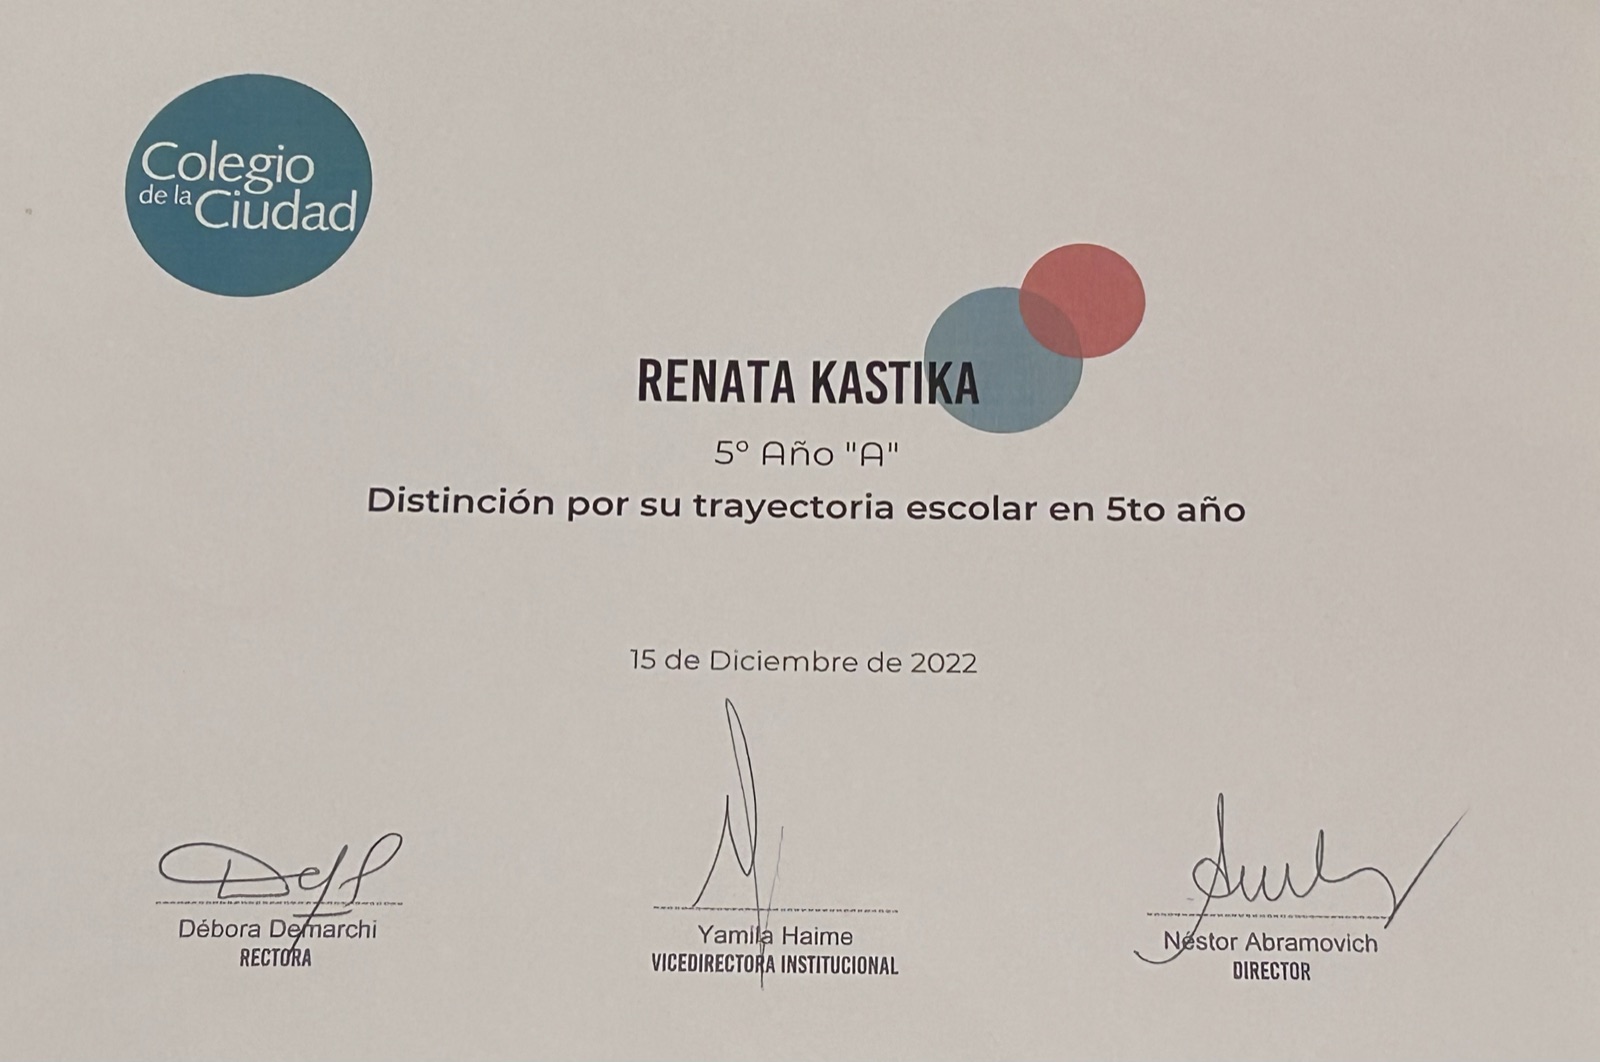 Colegio
de la Ciudad
RENATA KASTIKA
5° Año "A"
Distinción por su trayectoria escolar en 5to año
15 de Diciembre de 2022
Débora Demarchi
RECTORA
Yamila Haime
VICEDIRECTORA INSTITUCIONAL
Néstor Abramovich
DIRECTOR